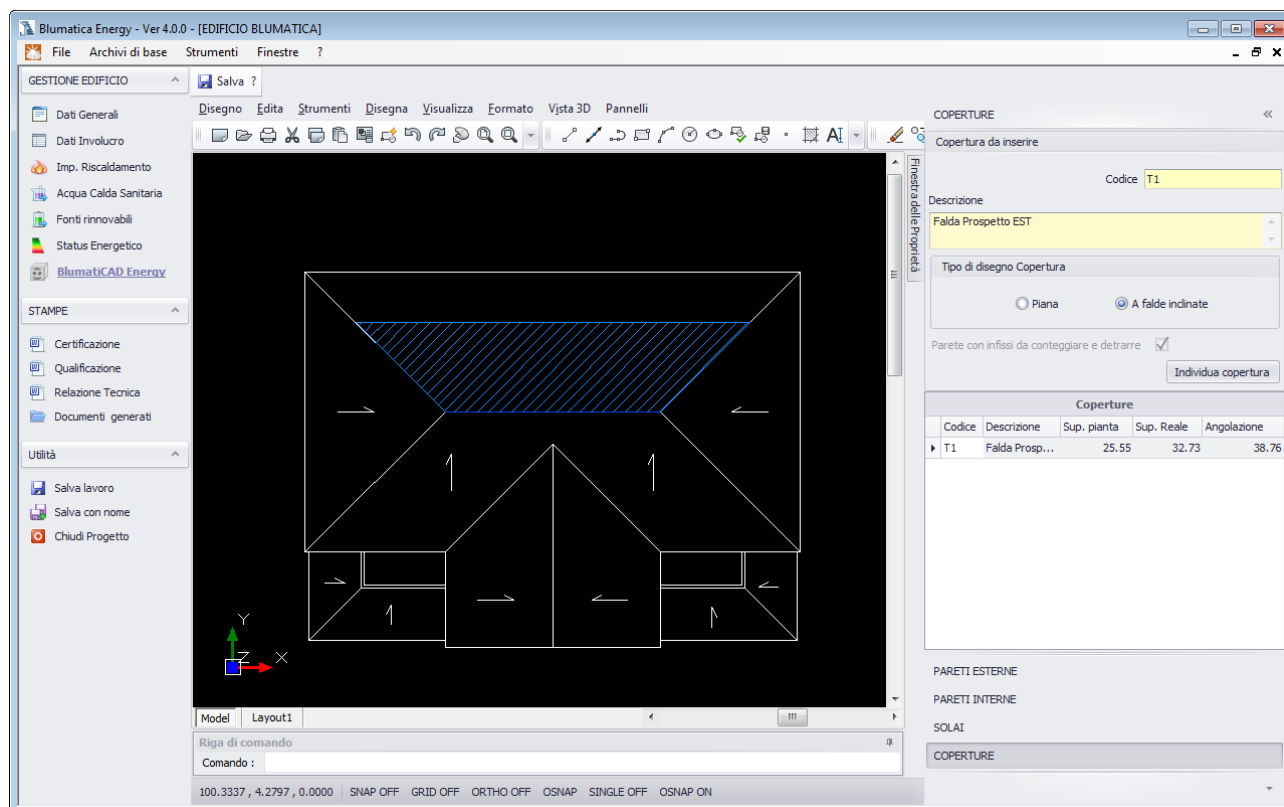 Blumatica Energy - Ver 4.0.0 - [EDIFICIO BLUMATICA]
File Archivi di base Strumenti Finestre ?
GESTIONE EDIFICIO
Dati Generali
Dati Involucro
Imp. Riscaldamento
Acqua Calda Sanitaria
Fonti rinnovabili
Status Energetico
BlumatiCAD Energy
STAMPE
Certificazione
Qualificazione
Relazione Tecnica
Documenti generati
Utilità
Salva lavoro
Salva con nome
Chiudi Progetto
Salva ?
Disegno Edita Strumenti Disegna Visualizza Formato Vista 3D Pannelli
AI
Finestra delle Proprietà
Y
Z X
Model Layout1
Riga di comando
Comando :
100.3337 , 4.2797 , 0.0000 SNAP OFF GRID OFF ORTHO OFF OSNAP SINGLE OFF OSNAP ON
COPERTURE
Copertura da inserire
Codice T1
Descrizione
Falda Prospetto EST
Tipo di disegno Copertura
Piana A falde inclinate
Parete con infissi da conteggiare e detrarre
Individua copertura
Coperture
Codice Descrizione Sup. pianta Sup. Reale Angolazione
T1 Falda Prosp... 25.55 32.73 38.76
PARETI ESTERNE
PARETI INTERNE
SOLAI
COPERTURE